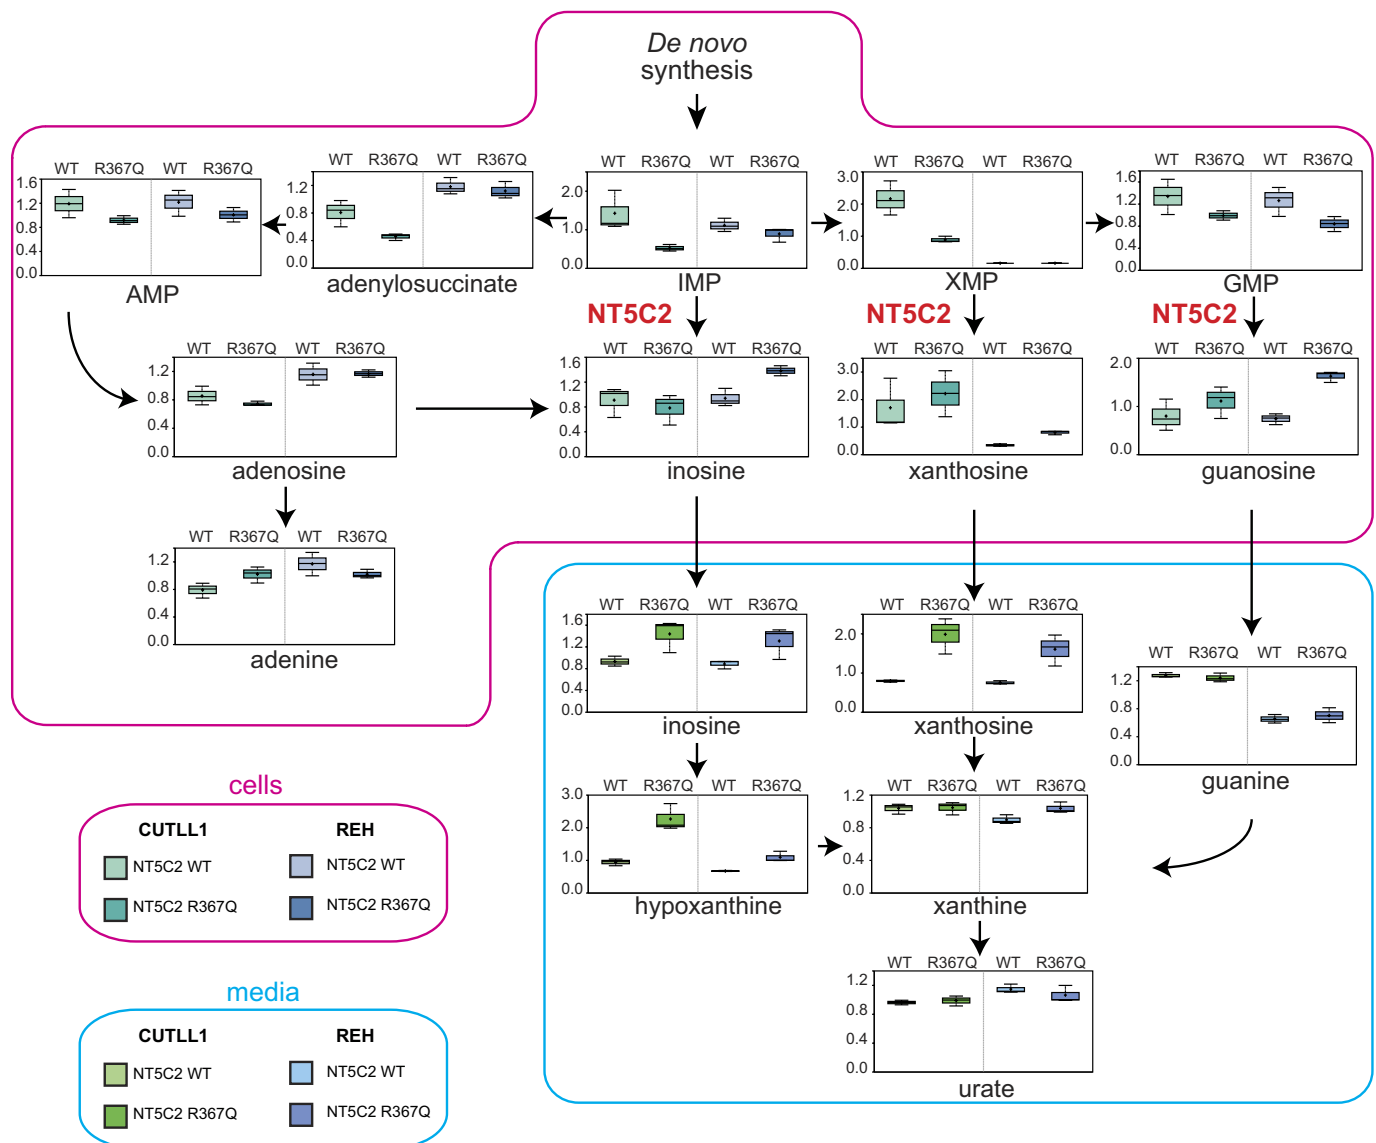 De novo
synthesis
WT R367Q WT R367Q
1.6
1.2
0.8
0.4
0.0
AMP
WT R367Q WT R367Q
1.2
0.8
0.4
0.0
adenylosuccinate
WT R367Q WT R367Q
2.0
1.0
0.0
IMP
WT R367Q WT R367Q
3.0
2.0
1.0
0.0
XMP
WT R367Q WT R367Q
1.6
1.2
0.8
0.4
0.0
GMP
NT5C2
NT5C2
NT5C2
WT R367Q WT R367Q
1.2
0.8
0.4
0.0
adenosine
WT R367Q WT R367Q
1.6
1.2
0.8
0.4
0.0
inosine
WT R367Q WT R367Q
3.0
2.0
1.0
0.0
xanthosine
WT R367Q WT R367Q
2.0
1.0
0.0
guanosine
WT R367Q WT R367Q
1.2
0.8
0.4
0.0
adenine
WT R367Q WT R367Q
1.6
1.2
0.8
0.4
0.0
inosine
WT R367Q WT R367Q
2.0
1.0
0.0
xanthosine
WT R367Q WT R367Q
1.2
0.8
0.4
0.0
guanine
WT R367Q WT R367Q
3.0
2.0
1.0
0.0
hypoxanthine
WT R367Q WT R367Q
1.2
0.8
0.4
0.0
xanthine
WT R367Q WT R367Q
1.2
0.8
0.4
0.0
urate
cells
CUTLL1 REH
NT5C2 WT NT5C2 WT
NT5C2 R367Q NT5C2 R367Q
media
CUTLL1 REH
NT5C2 WT NT5C2 WT
NT5C2 R367Q NT5C2 R367Q